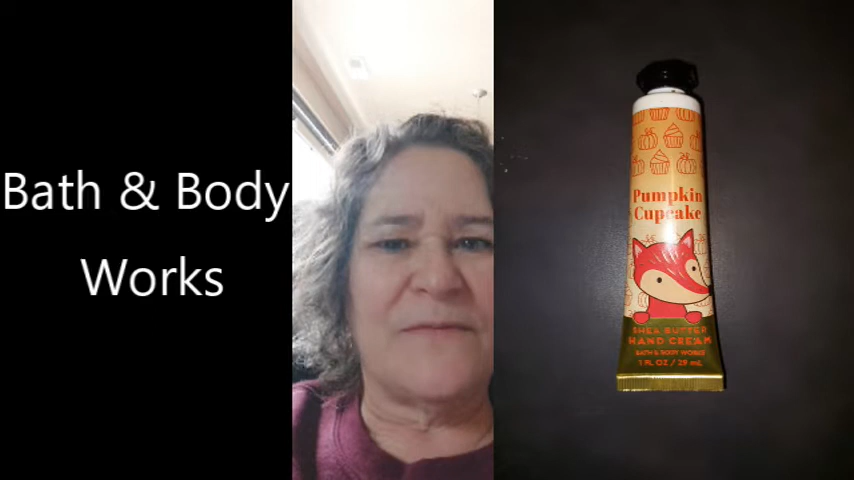 Bath & Body
Works
Pumpkin
Cupcake
SHEA BUTTER
HAND CREAM
BATH & BODY WORKS
1 FL OZ / 29 mL